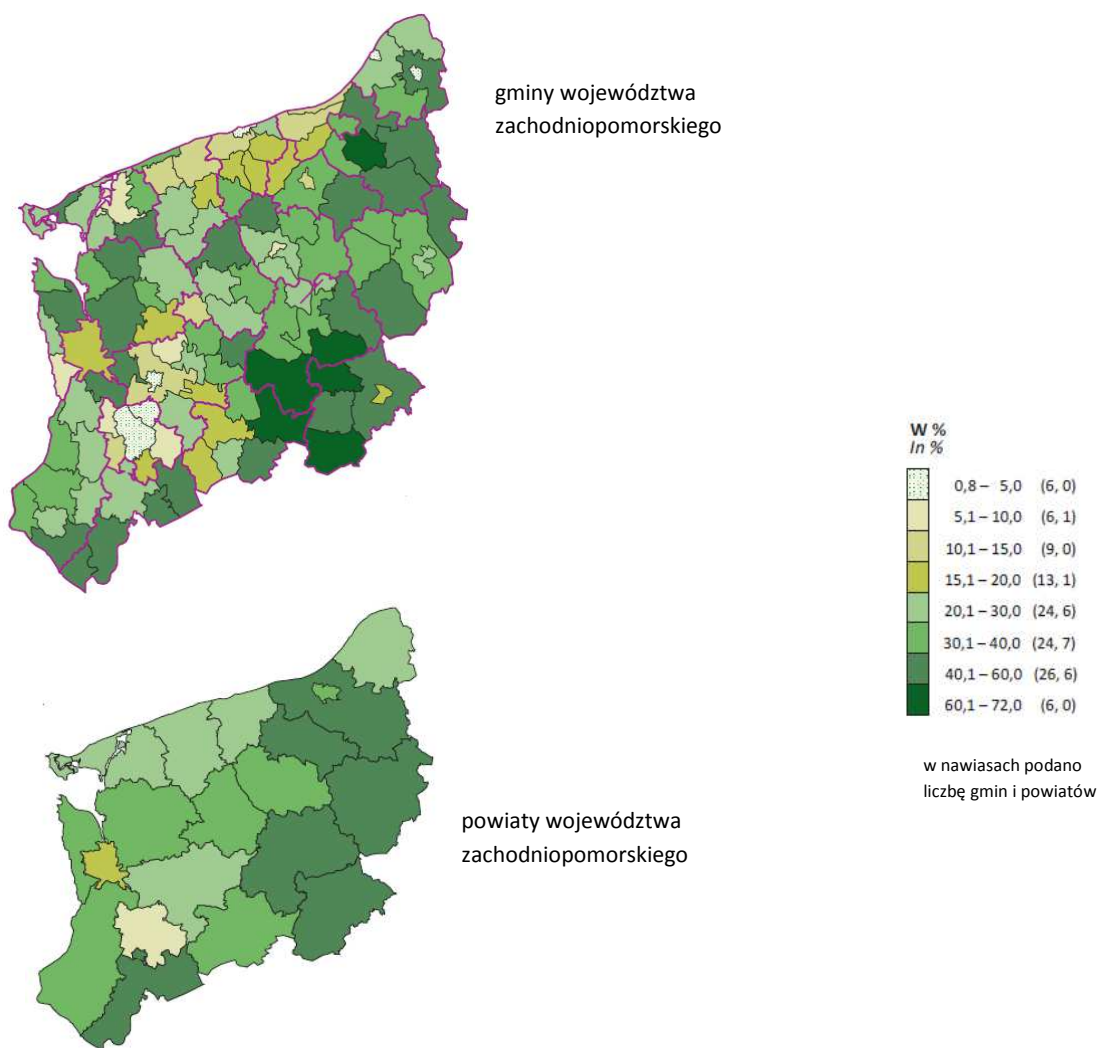 gminy województwa
zachodniopomorskiego
W %
In %
0,8 – 5,0 (6, 0)
5,1 – 10,0 (6, 1)
10,1 – 15,0 (9, 0)
15,1 – 20,0 (13, 1)
20,1 – 30,0 (24, 6)
30,1 – 40,0 (24, 7)
40,1 – 60,0 (26, 6)
60,1 – 72,0 (6, 0)
w nawiasach podano
liczbę gmin i powiatów
powiaty województwa
zachodniopomorskiego